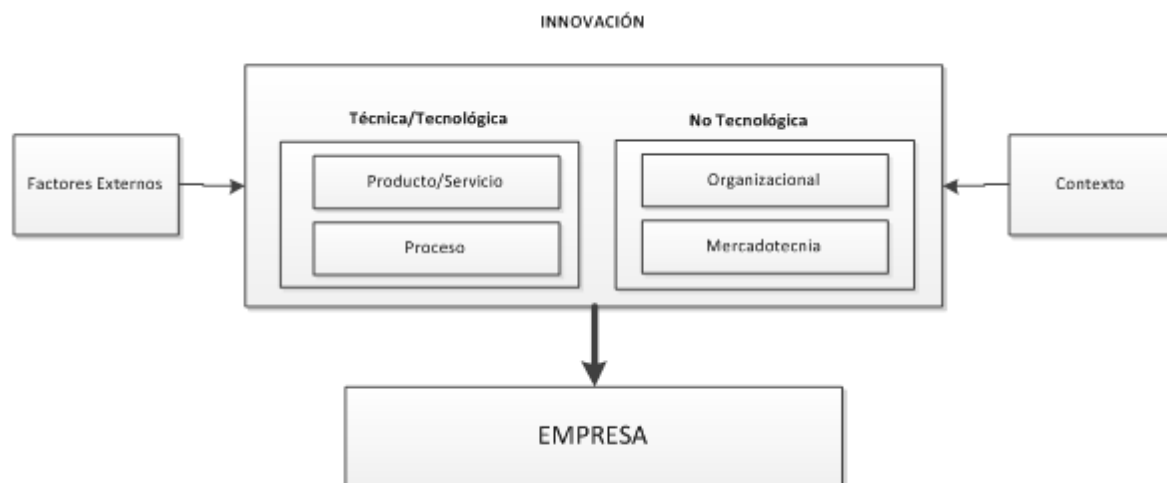 INNOVACIÓN
Técnica/Tecnológica
No Tecnológica
Factores Externos
Producto/Servicio
Proceso
Organizacional
Mercadotecnia
Contexto
EMPRESA